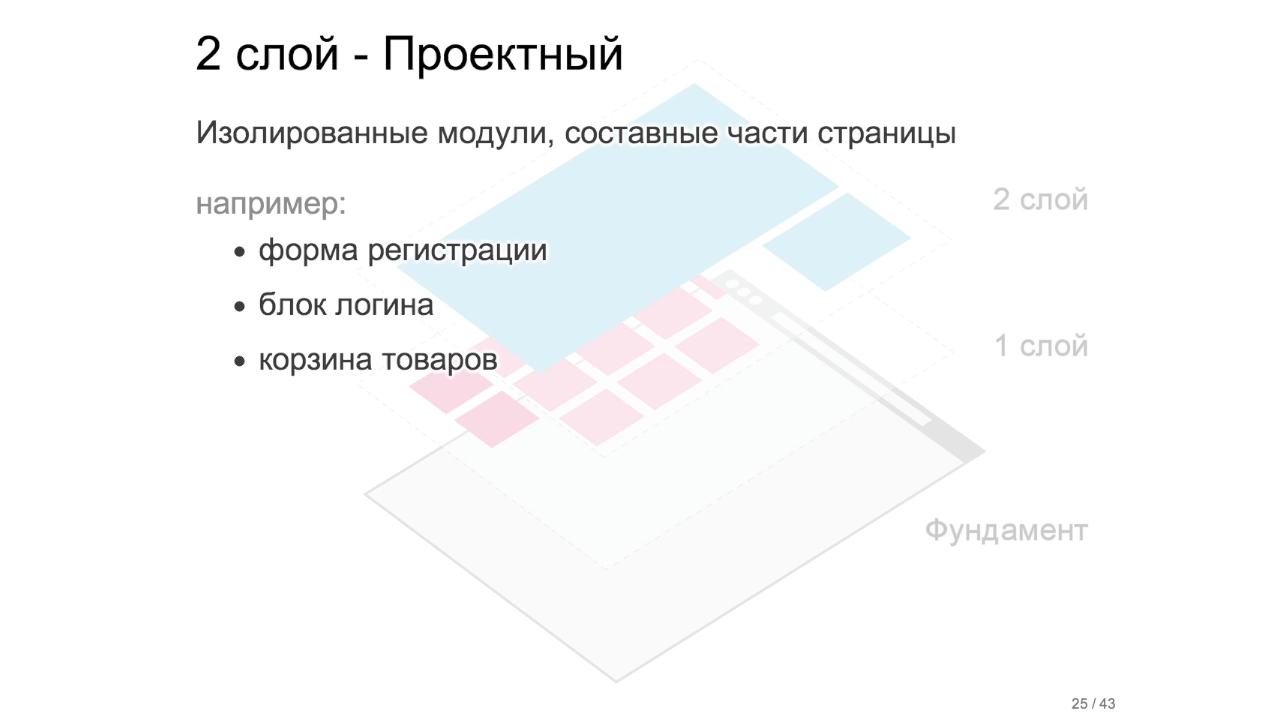 2 слой - Проектный
Изолированные модули, составные части страницы
например:
• форма регистрации
• блок логина
• корзина товаров
2 слой
1 слой
Фундамент
25 / 43